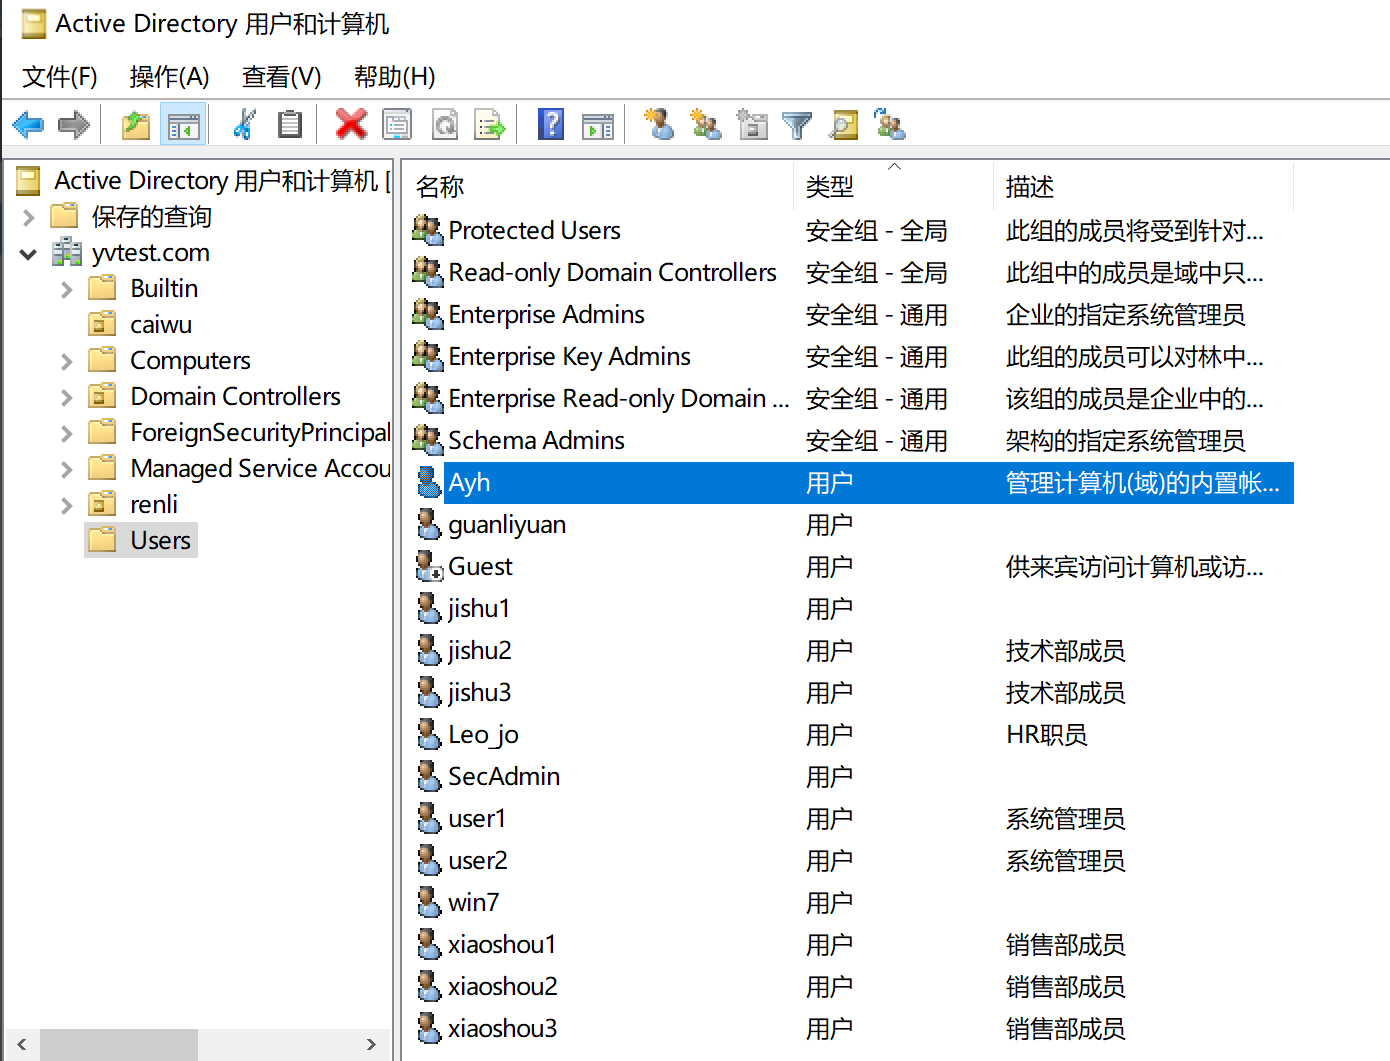 Active Directory 用户和计算机
文件(F) 操作(A) 查看(V) 帮助(H)
Active Directory 用户和计算机 [
保存的查询
yvtest.com
Builtin
caiwu
Computers
Domain Controllers
ForeignSecurityPrincipal
Managed Service Accou
renli
Users
名称 类型 描述
Protected Users 安全组 - 全局 此组的成员将受到针对...
Read-only Domain Controllers 安全组 - 全局 此组中的成员是域中只...
Enterprise Admins 安全组 - 通用 企业的指定系统管理员
Enterprise Key Admins 安全组 - 通用 此组的成员可以对林中...
Enterprise Read-only Domain ... 安全组 - 通用 该组的成员是企业中的...
Schema Admins 安全组 - 通用 架构的指定系统管理员
Ayh 用户 管理计算机(域)的内置帐...
guanliyuan 用户
Guest 用户 供来宾访问计算机或访...
jishu1 用户
jishu2 用户 技术部成员
jishu3 用户 技术部成员
Leo_jo 用户 HR职员
SecAdmin 用户
user1 用户 系统管理员
user2 用户 系统管理员
win7 用户
xiaoshou1 用户 销售部成员
xiaoshou2 用户 销售部成员
xiaoshou3 用户 销售部成员